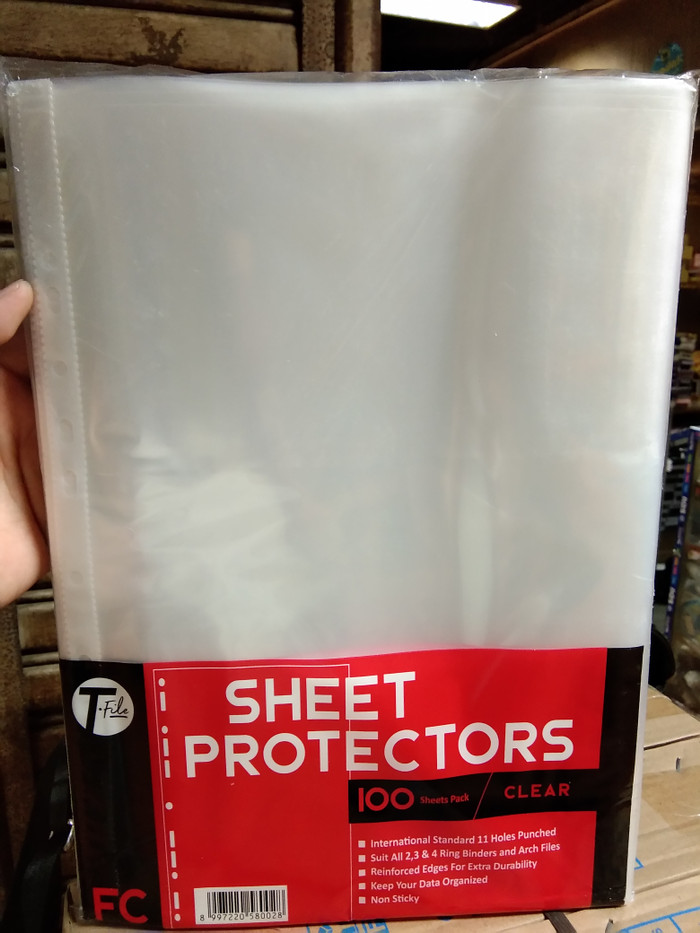 T-File
SHEET
PROTECTORS
100 Sheets Pack / CLEAR
International Standard 11 Holes Punched
Suit All 2,3 & 4 Ring Binders and Arch Files
Reinforced Edges For Extra Durability
Keep Your Data Organized
Non Sticky
FC
8 997220 580028